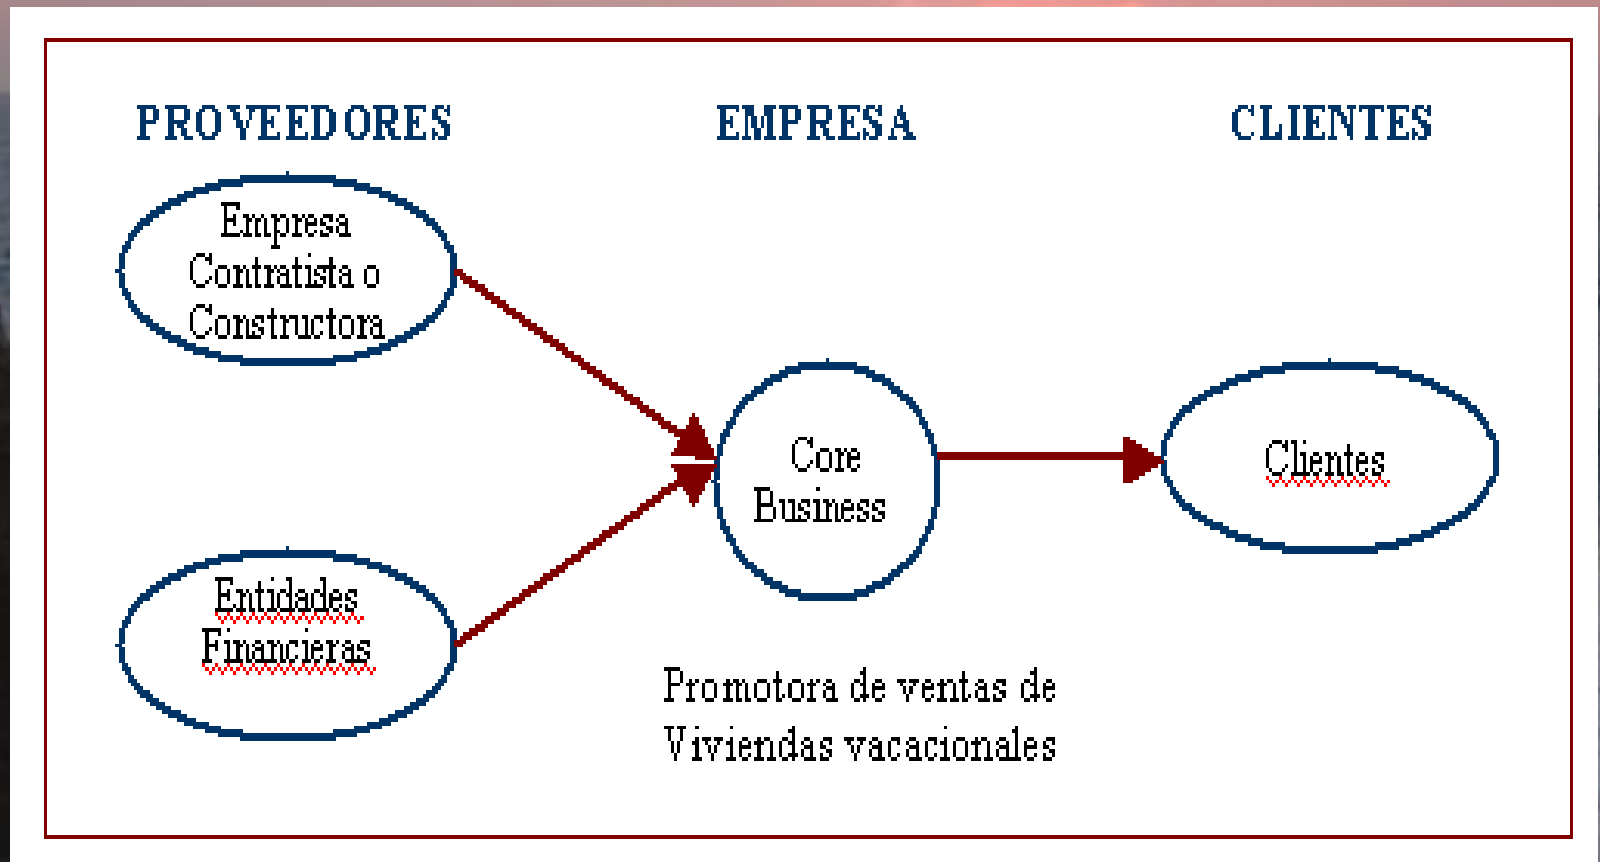 PROVEEDORES
EMPRESA
CLIENTES
Empresa
Contratista o
Constructora
Core
Business
Clientes
Entidades
Financieras
Promotora de ventas de
Viviendas vacacionales